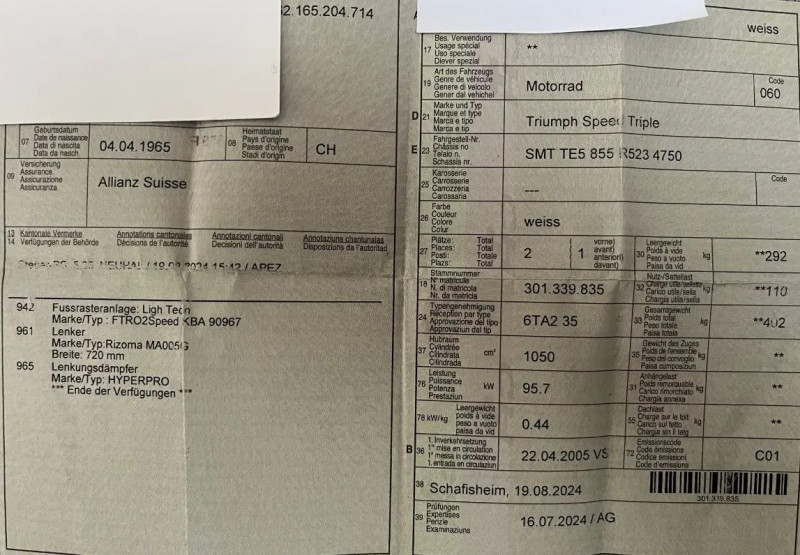 62.165.204.714
07 Geburtsdatum
Date de naissance
Data di nascita
Data da nasch.
04.04.1965
08 Heimatstaat
Pays d'origine
Paese d'origine
Stadi d'origin
CH
09 Versicherung
Assurance
Assicurazione
Assicuranza
Allianz Suisse
13 Kantonale Vermerke Annotations cantonales Annotazioni cantonali Annotaziuns chantunalas
14 Verfügungen der Behörde Décisions de l'autorité Decisioni dell'autorità Disposiziuns da l'autoritad
942 Fussrasteranlage: Ligh Tech
Marke/Typ : FTRO2Speed KBA 90967
961 Lenker
Marke/Typ:Rizoma MA005G
Breite: 720 mm
965 Lenkungsdämpfer
Marke/Typ: HYPERPRO
*** Ende der Verfügungen ***
weiss
17 Bes. Verwendung
Usage spécial
Uso speciale
Diever spezial
**
19 Art des Fahrzeugs
Genre de véhicule
Genere di veicolo
Gener dal vehichel
Motorrad
Code
060
D 21 Marke und Typ
Marque et type
Marca e tipo
Marca e tip
Triumph Speed Triple
E 23 Fahrgestell-Nr.
Châssis no
Telaio n.
Schassis nr.
SMT TE5 855 R523 4750
25 Karosserie
Carrosserie
Carrozzeria
Carossaria
---
Code
26 Farbe
Couleur
Colore
Colur
weiss
27 Plätze: Total
Places: Total
Posti: Totale
Plazs: Total
2
1
vorne)
avant)
anteriori)
davant)
30 Leergewicht
Poids à vide
Peso a vuoto
Paisa da vid
kg
**292
18 Stammnummer
N° matricule
N. di matricola
Nr. da matricla
301.339.835
32 Nutz-/Sattellast
Charge utile/sellette
Carico utile/sella
Chargia utila/sella
kg
**110
24 Typengenehmigung
Réception par type
Approvazione del tipo
Approvaziun dal tip
6TA2 35
33 Gesamtgewicht
Poids total
Peso totale
Paisa totala
kg
**402
37 Hubraum
Cylindrée
Cilindrata
Cilindrada
cm³
1050
35 Gewicht des Zuges
Poids de l'ensemble
Peso del convoglio
Paisa cumposiziun
kg
**
76 Leistung
Puissance
Potenza
Prestaziun
kW
95.7
31 Anhängelast
Poids remorquable
Carico rimorchiato
Chargia annexa
kg
**
78 kW/kg
Leergewicht
poids à vide
peso a vuoto
paisa da vid
0.44
55 Dachlast
Charge sur le toit
Carico sul tetto
Chargia sin il tetg
kg
**
B 36 1. Inverkehrsetzung
1re mise en circulation
1a messa in circolazione
1. entrada en circulaziun
22.04.2005 VS
72 Emissionscode
Code émissions
Codice emissioni
Code d'emissiuns
C01
38 Schafisheim, 19.08.2024
301.339.835
39 Prüfungen
Expertises
Perizie
Examinaziuns
16.07.2024 / AG